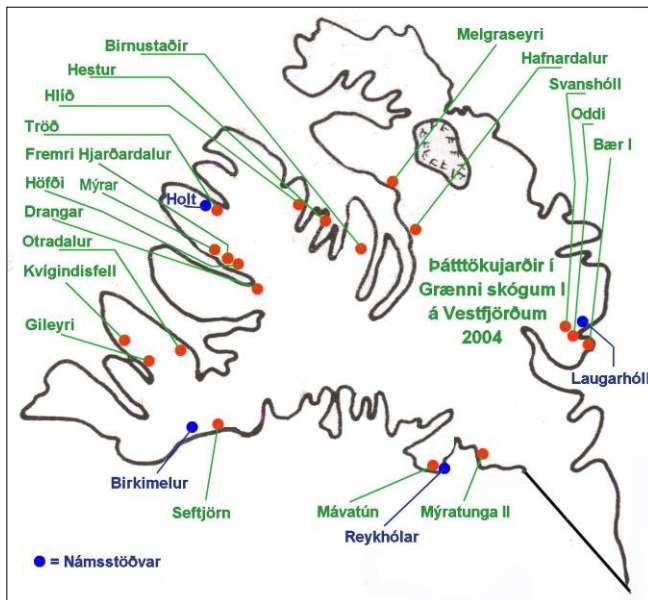 Birnustaðir
Hestur
Hlíð
Tröð
Fremri Hjarðardalur
Holt
Höfði
Mýrar
Drangar
Otradalur
Kvígindisfell
Gileyri
Melgraseyri
Hafnardalur
Svanshóll
Oddi
Bær I
Þátttökujarðir í
Grænni skógum I
á Vestfjörðum
2004
Laugarhóll
Birkimelur
Seftjörn
Mávatún
Reykhólar
Mýratunga II
= Námsstöðvar